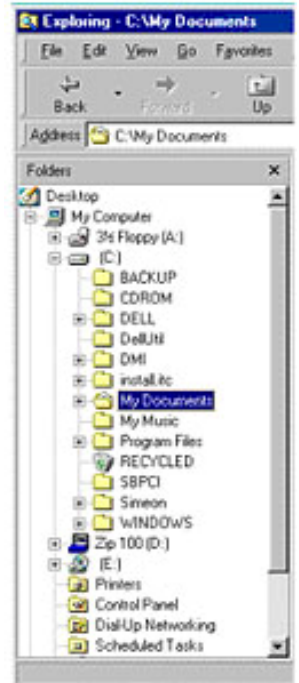 Exploring - C:\My Documents
File Edit View Go Favorites
Back Forward Up
Address C:\My Documents
Folders ×
Desktop
My Computer
3½ Floppy (A:)
(C:)
BACKUP
CDROM
DELL
DellUtil
DMI
install.itc
My Documents
My Music
Program Files
RECYCLED
SBPCI
Simeon
WINDOWS
Zip 100 (D:)
(E:)
Printers
Control Panel
Dial-Up Networking
Scheduled Tasks